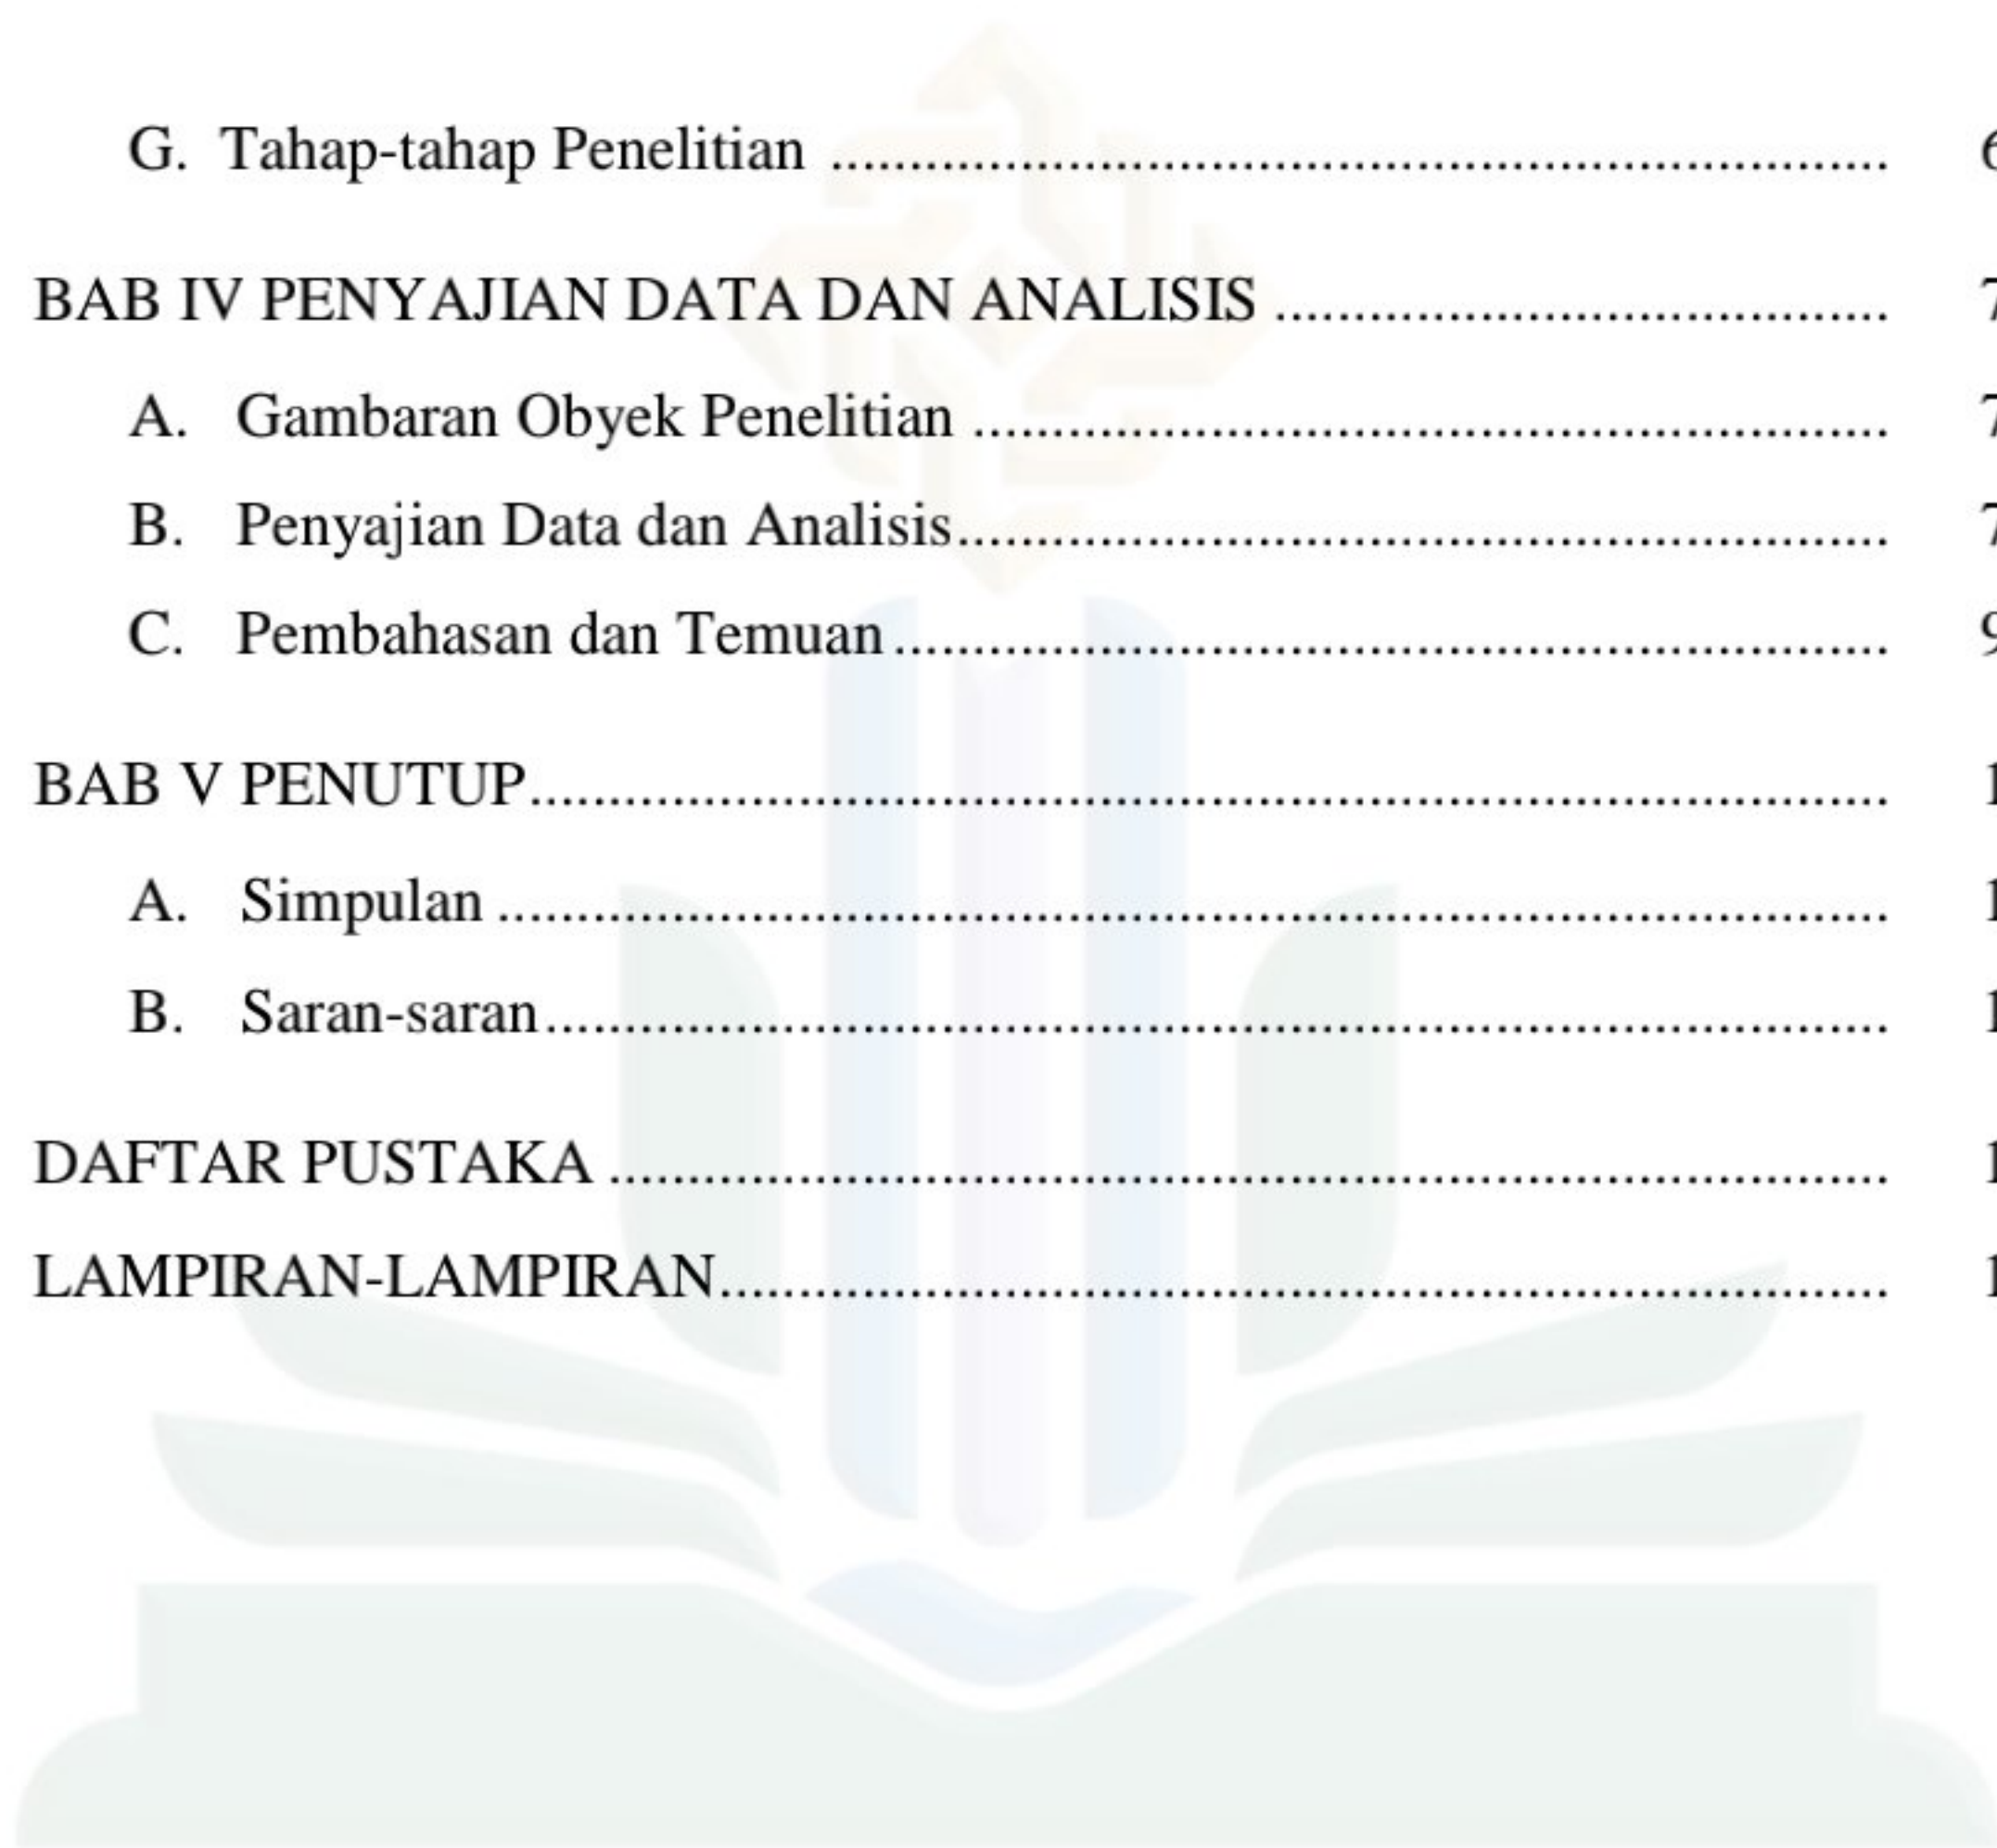 G. Tahap-tahap Penelitian ........................................................................
BAB IV PENYAJIAN DATA DAN ANALISIS ........................................
A. Gambaran Obyek Penelitian ............................................................
B. Penyajian Data dan Analisis.............................................................
C. Pembahasan dan Temuan.................................................................
BAB V PENUTUP..........................................................................................
A. Simpulan ..........................................................................................
B. Saran-saran.......................................................................................
DAFTAR PUSTAKA ....................................................................................
LAMPIRAN-LAMPIRAN.............................................................................